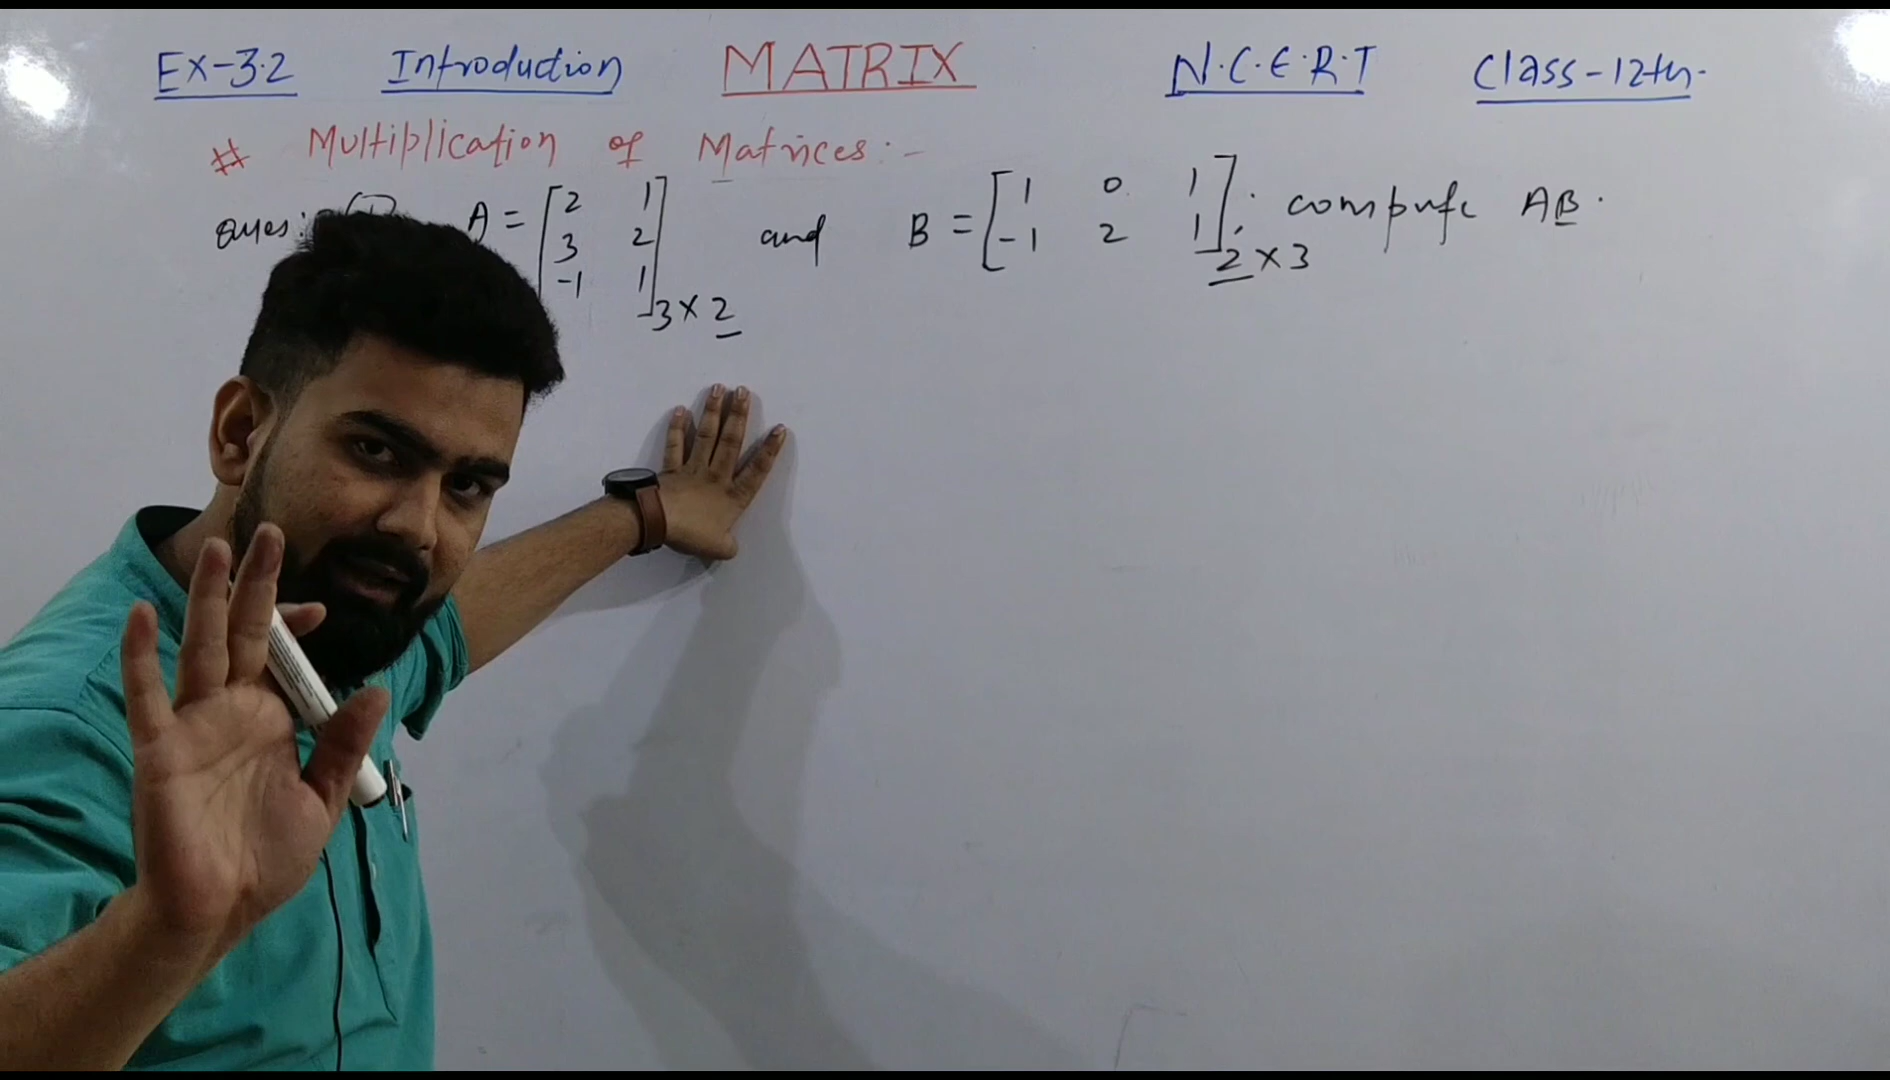 Ex-3.2 Introduction MATRIX N.C.E.R.T Class-12th.
# Multiplication of Matrices:-
Ques: (1) A = [2 1 and B = [1 0 1]; compute AB.
3 2 -1 2 1
-1 1] 3×2 2×3